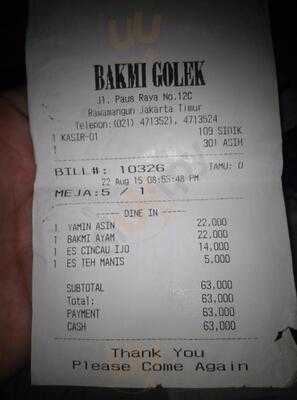 BAKMI GOLEK
Jl. Paus Raya No.12C
Rawamangun Jakarta Timur
Telepon:(021) 4713521, 4713524
1 KASIR-01 109 SIDIK
1 301 ASIH
BILL#: 10326 TAMU: 0
22 Aug 15 08:55:48 PM
MEJA:5 / 1
DINE IN
1 YAMIN ASIN 22,000
1 BAKMI AYAM 22,000
1 ES CINCAU IJO 14,000
1 ES TEH MANIS 5.000
SUBTOTAL 63,000
Total: 63,000
PAYMENT 63,000
CASH 63,000
Thank You
Please Come Again